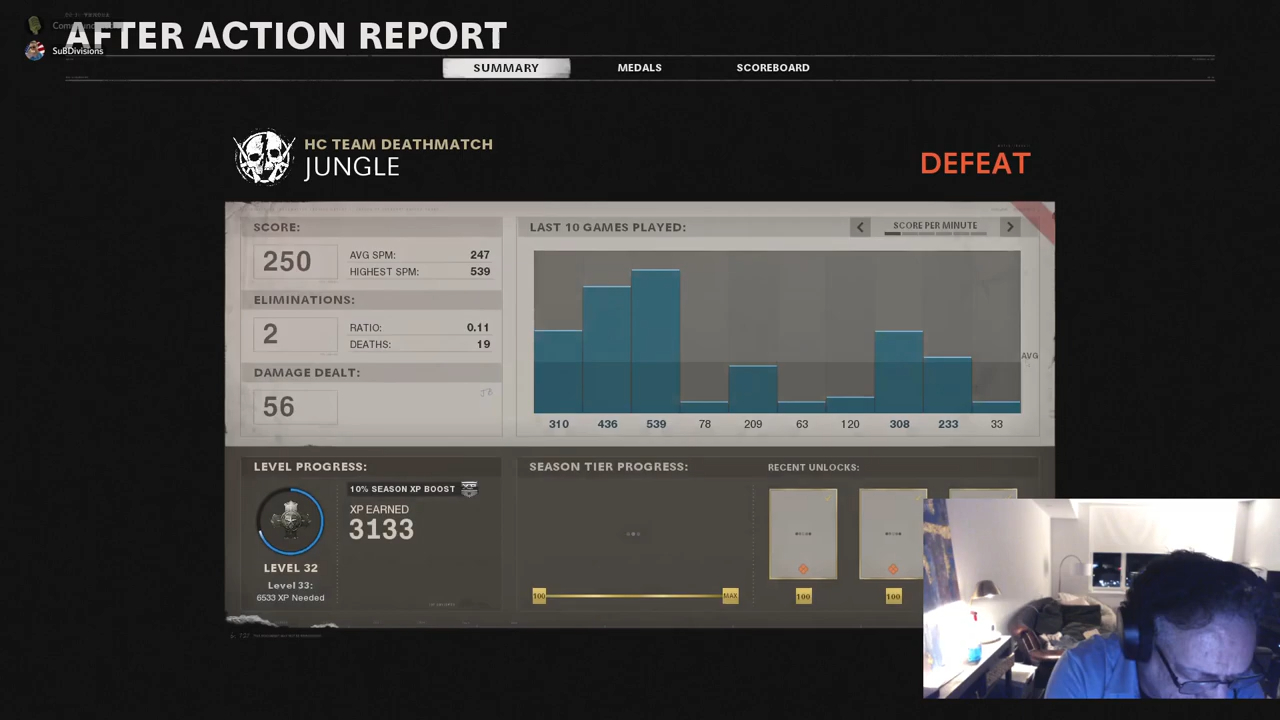 AFTER ACTION REPORT
SuBDivisions
SUMMARY
MEDALS
SCOREBOARD
HC TEAM DEATHMATCH
JUNGLE
DEFEAT
SCORE:
250
AVG SPM: 247
HIGHEST SPM: 539
ELIMINATIONS:
2
RATIO: 0.11
DEATHS: 19
DAMAGE DEALT:
56
LAST 10 GAMES PLAYED:
SCORE PER MINUTE
AVG
310 436 539 78 209 63 120 308 233 33
LEVEL PROGRESS:
LEVEL 32
Level 33:
6533 XP Needed
10% SEASON XP BOOST
XP EARNED
3133
SEASON TIER PROGRESS:
100
MAX
RECENT UNLOCKS:
100
100